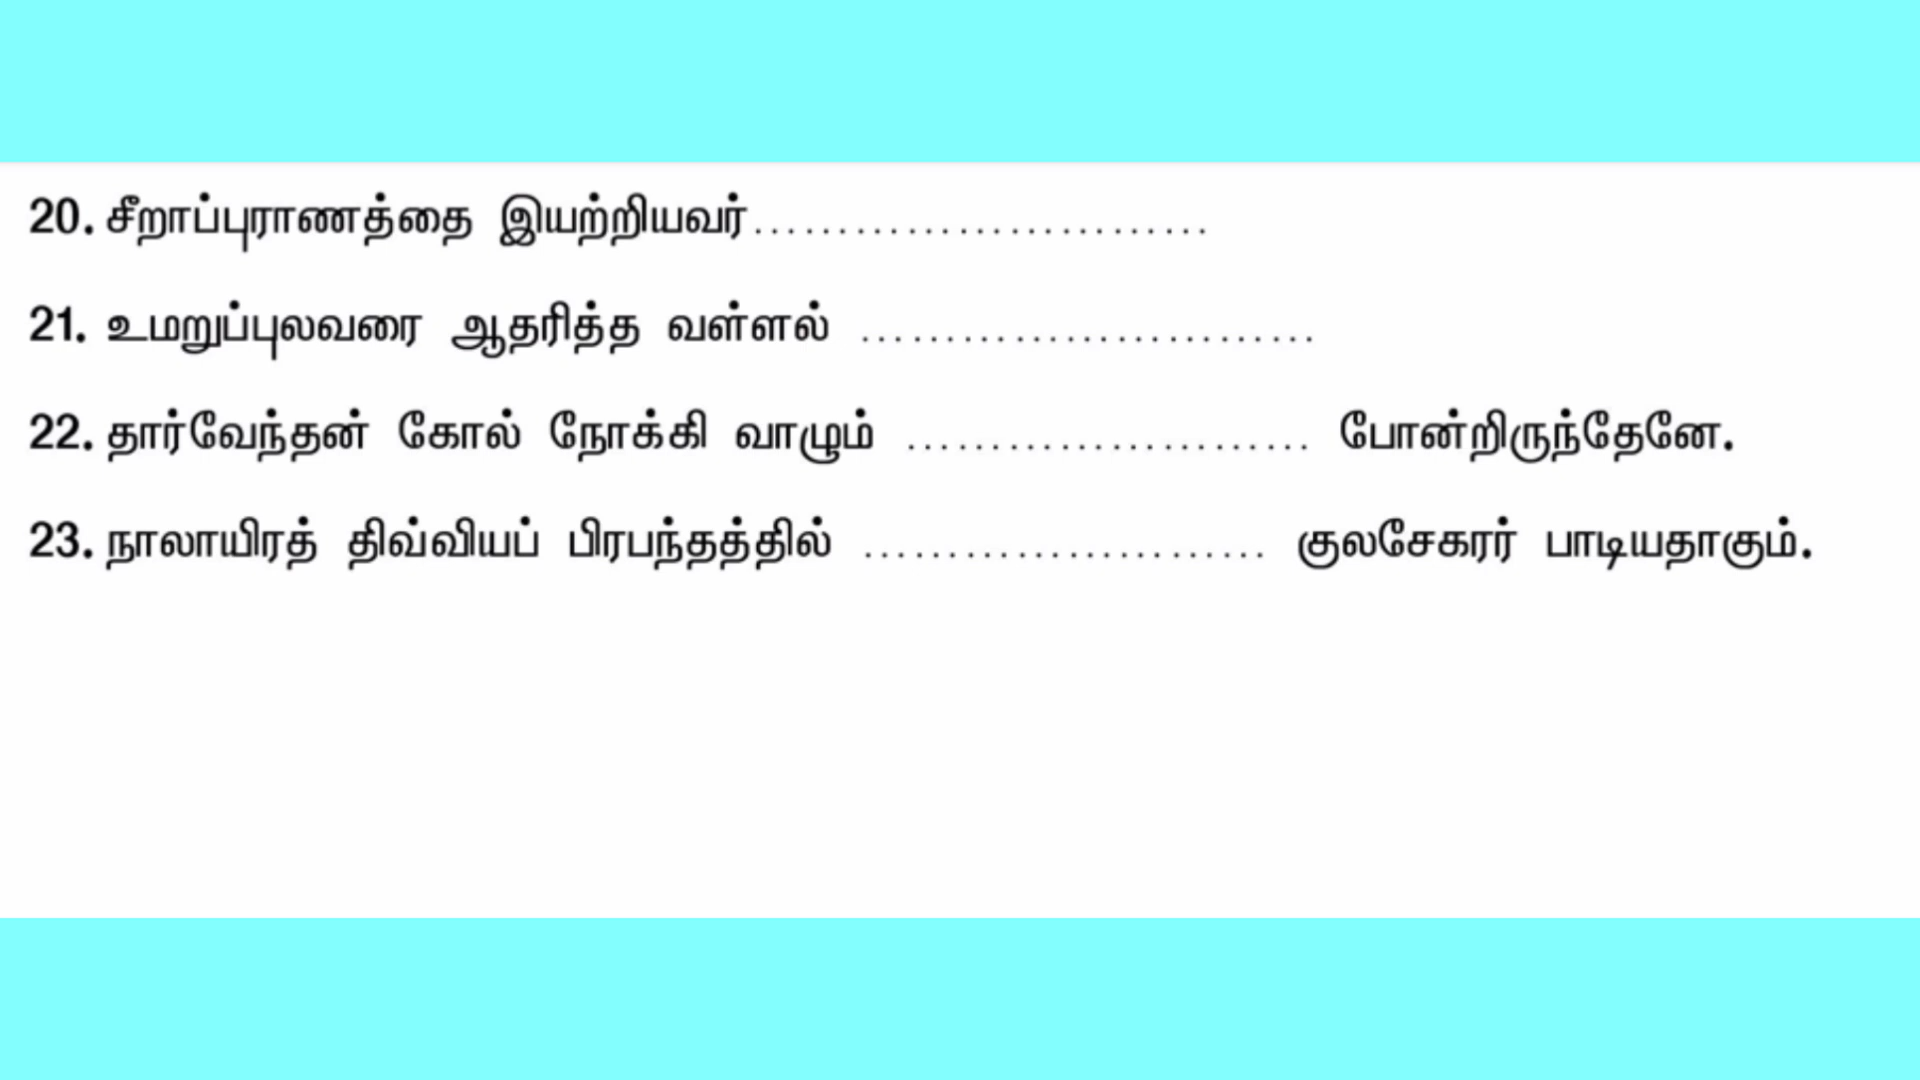 20. சீறாப்புராணத்தை இயற்றியவர்...........................
21. உமறுப்புலவரை ஆதரித்த வள்ளல் ...........................
22. தார்வேந்தன் கோல் நோக்கி வாழும் ........................ போன்றிருந்தேனே.
23. நாலாயிரத் திவ்வியப் பிரபந்தத்தில் ........................ குலசேகரர் பாடியதாகும்.